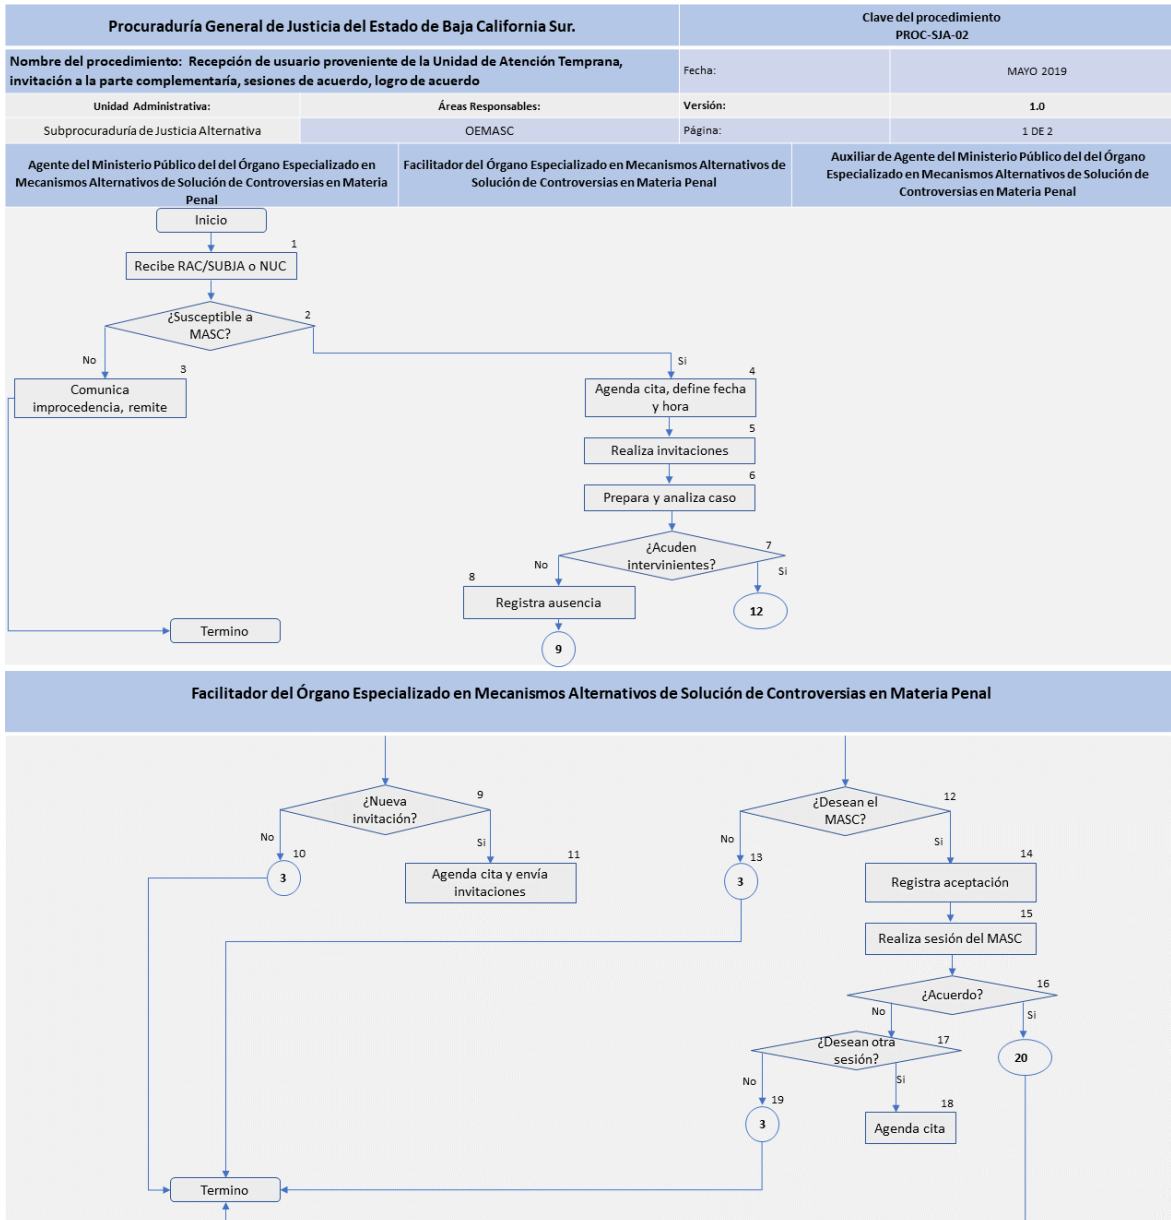 Procuraduría General de Justicia del Estado de Baja California Sur.
Clave del procedimiento
PROC-SJA-02
Nombre del procedimiento: Recepción de usuario proveniente de la Unidad de Atención Temprana,
invitación a la parte complementaría, sesiones de acuerdo, logro de acuerdo
Fecha:
MAYO 2019
Unidad Administrativa:
Áreas Responsables:
Versión:
1.0
Subprocuraduría de Justicia Alternativa
OEMASC
Página:
1 DE 2
Agente del Ministerio Público del del Órgano Especializado en
Mecanismos Alternativos de Solución de Controversias en Materia
Penal
Facilitador del Órgano Especializado en Mecanismos Alternativos de
Solución de Controversias en Materia Penal
Auxiliar de Agente del Ministerio Público del del Órgano
Especializado en Mecanismos Alternativos de Solución de
Controversias en Materia Penal
Inicio
1
Recibe RAC/SUBJA o NUC
¿Susceptible a
MASC?
2
No
Si
3
Comunica
improcedencia, remite
4
Agenda cita, define fecha
y hora
5
Realiza invitaciones
6
Prepara y analiza caso
¿Acuden
intervinientes?
7
No
Si
8
Registra ausencia
12
Termino
9
Facilitador del Órgano Especializado en Mecanismos Alternativos de Solución de Controversias en Materia Penal
¿Nueva
invitación?
9
¿Desean el
MASC?
12
No
Si
No
Si
10
3
11
Agenda cita y envía
invitaciones
13
3
14
Registra aceptación
15
Realiza sesión del MASC
16
¿Acuerdo?
No
Si
¿Desean otra
sesión?
17
20
No
Si
19
3
18
Agenda cita
Termino